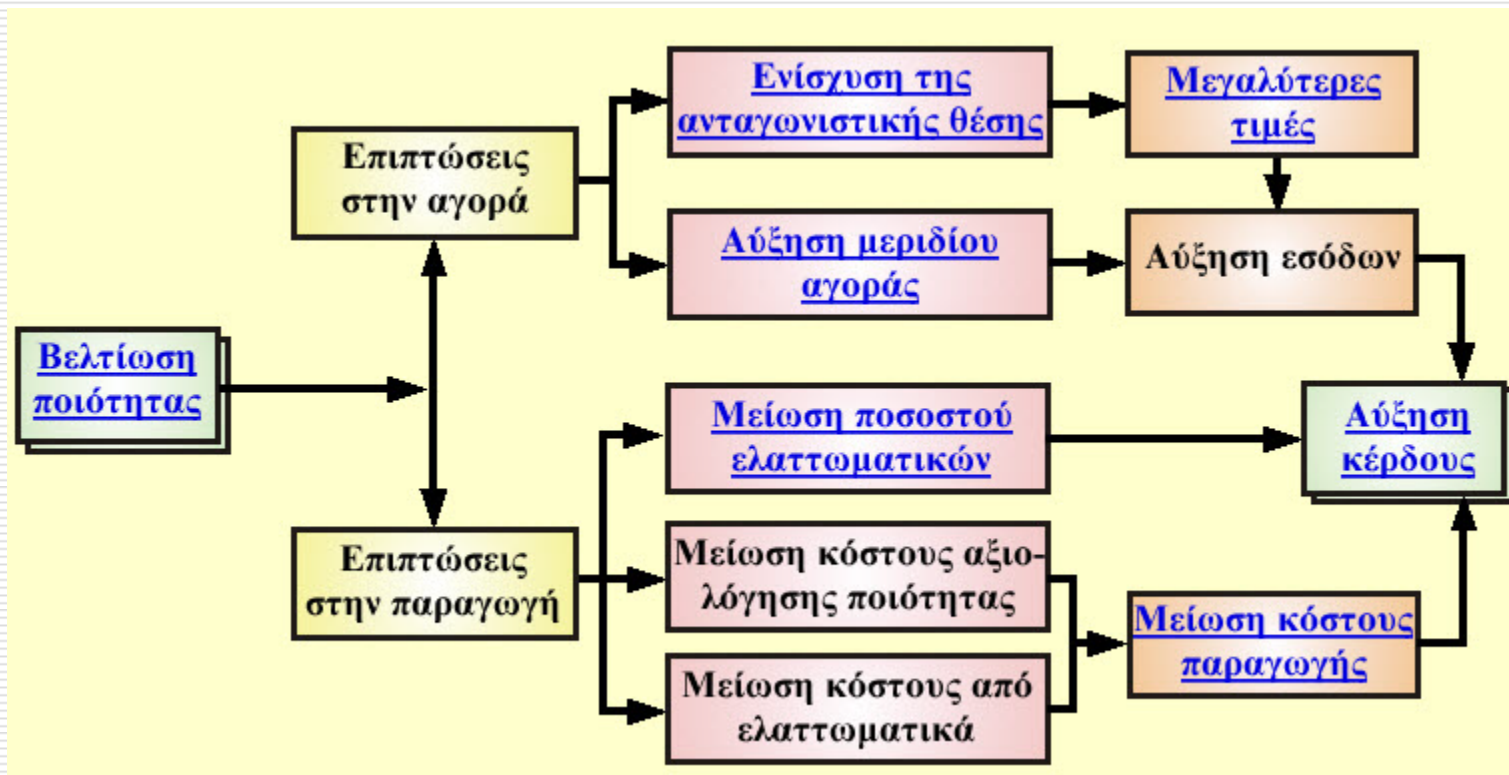 Ενίσχυση της
ανταγωνιστικής θέσης
Μεγαλύτερες
τιμές
Επιπτώσεις
στην αγορά
Αύξηση μεριδίου
αγοράς
Αύξηση εσόδων
Βελτίωση
ποιότητας
Μείωση ποσοστού
ελαττωματικών
Αύξηση
κέρδους
Επιπτώσεις
στην παραγωγή
Μείωση κόστους αξιο-
λόγησης ποιότητας
Μείωση κόστους
παραγωγής
Μείωση κόστους από
ελαττωματικά